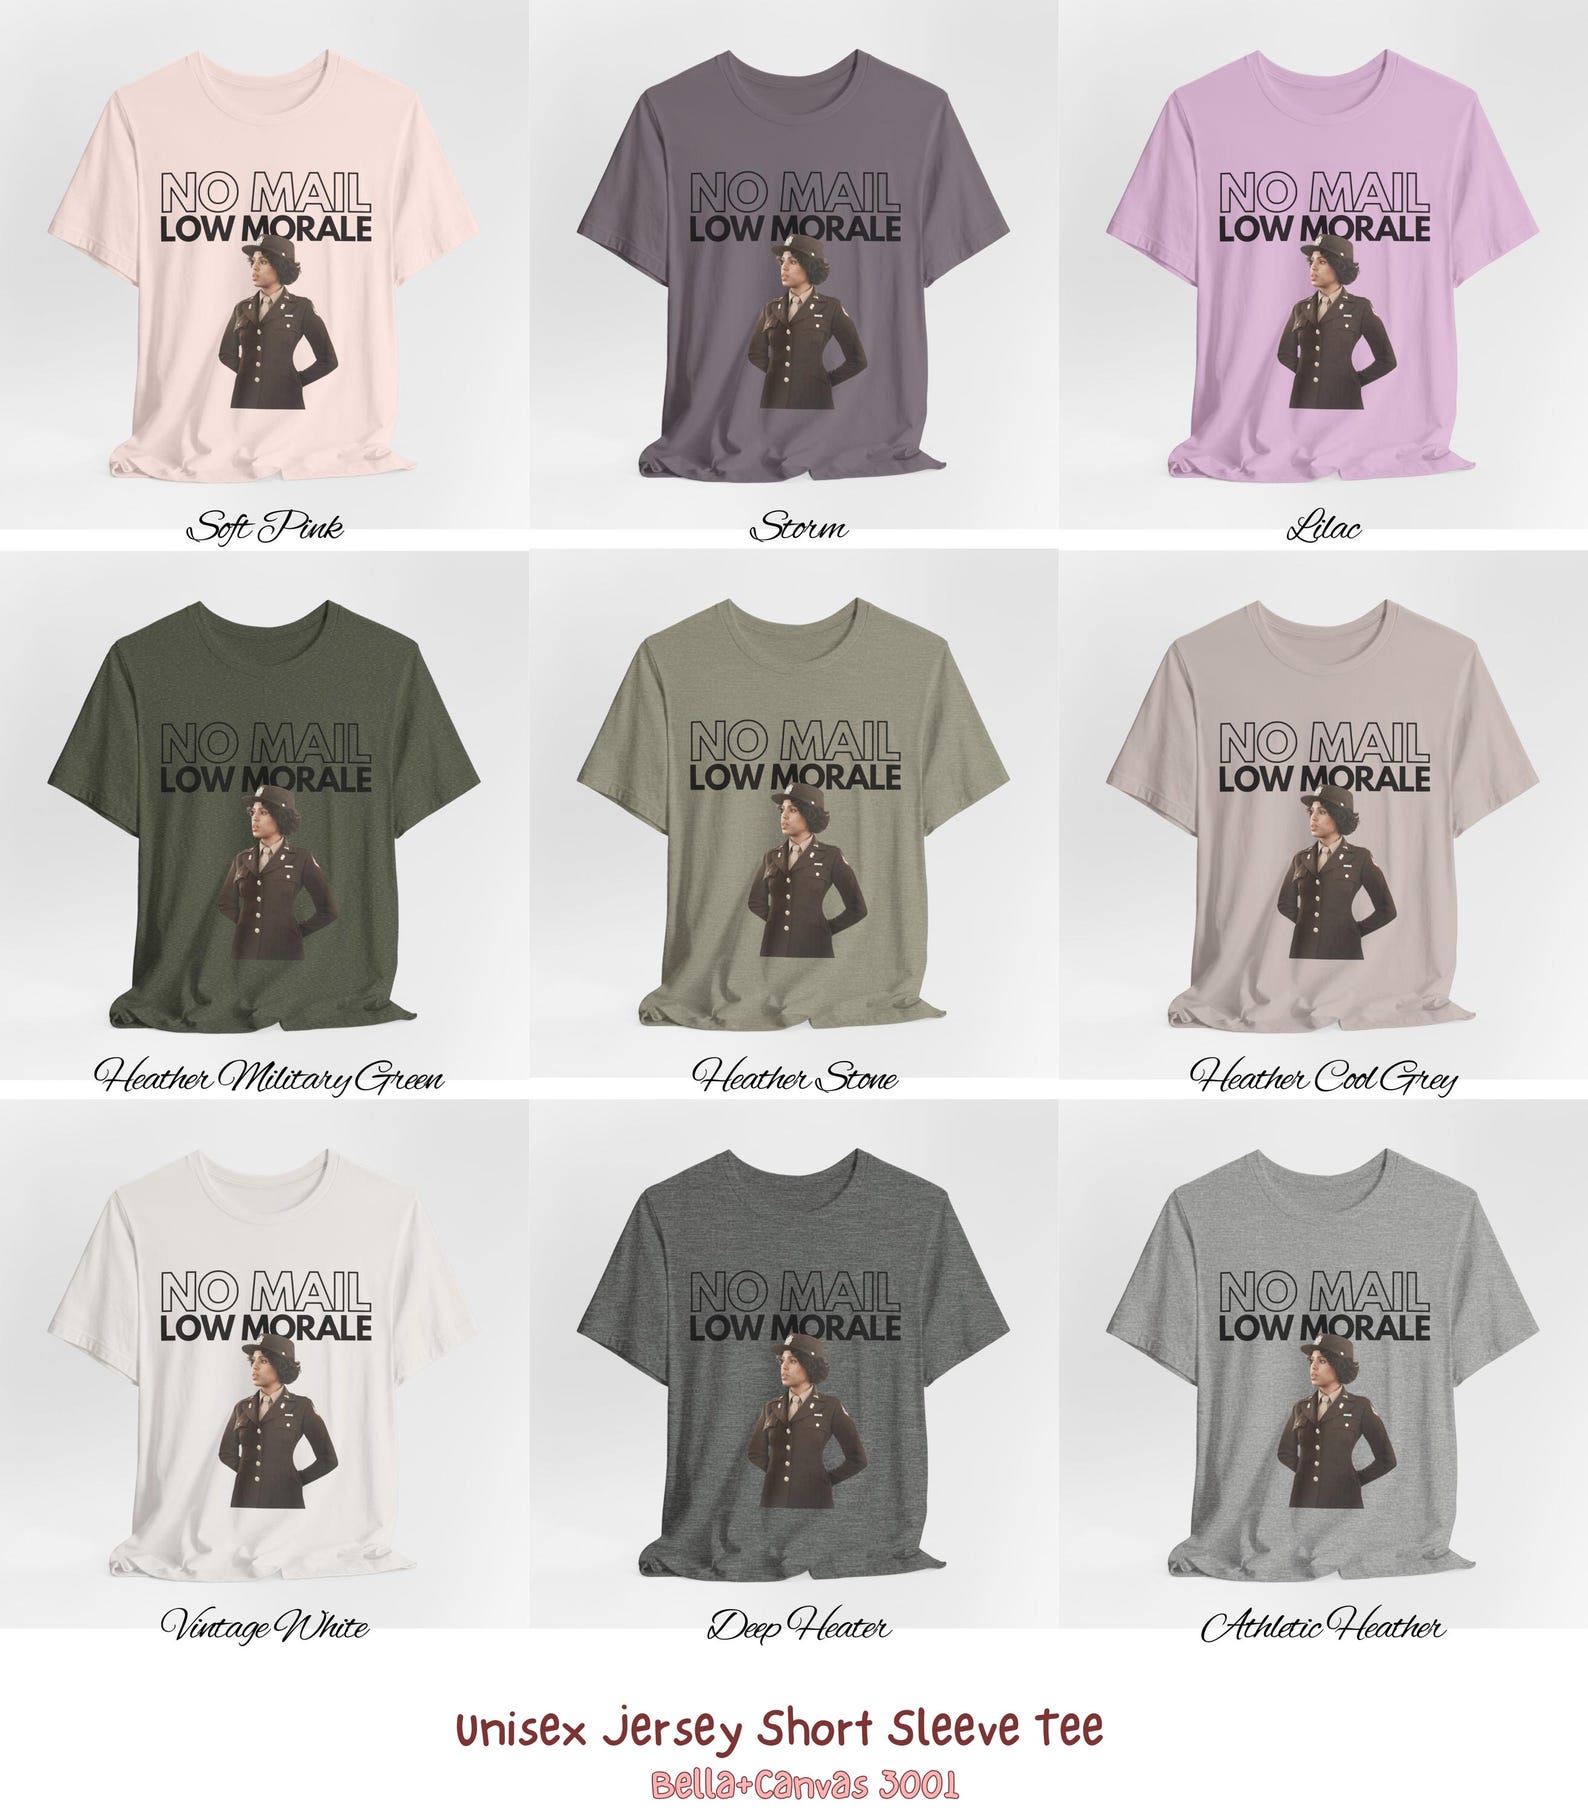 NO MAIL
LOW MORALE
Soft Pink
NO MAIL
LOW MORALE
Storm
NO MAIL
LOW MORALE
Lilac
NO MAIL
LOW MORALE
Heather Military Green
NO MAIL
LOW MORALE
Heather Stone
NO MAIL
LOW MORALE
Heather Cool Grey
NO MAIL
LOW MORALE
Vintage White
NO MAIL
LOW MORALE
Deep Heater
NO MAIL
LOW MORALE
Athletic Heather
Unisex Jersey Short Sleeve Tee
Bella+Canvas 3001